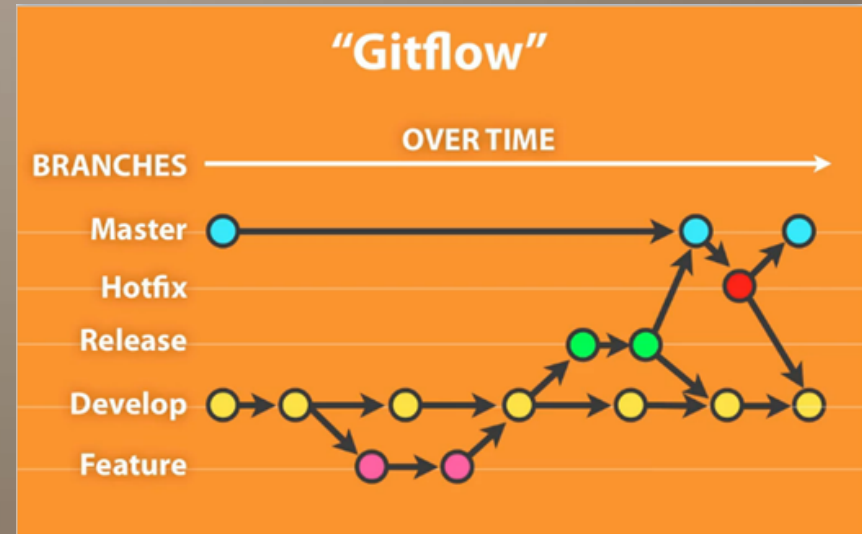 “Gitflow”
OVER TIME
BRANCHES
Master
Hotfix
Release
Develop
Feature